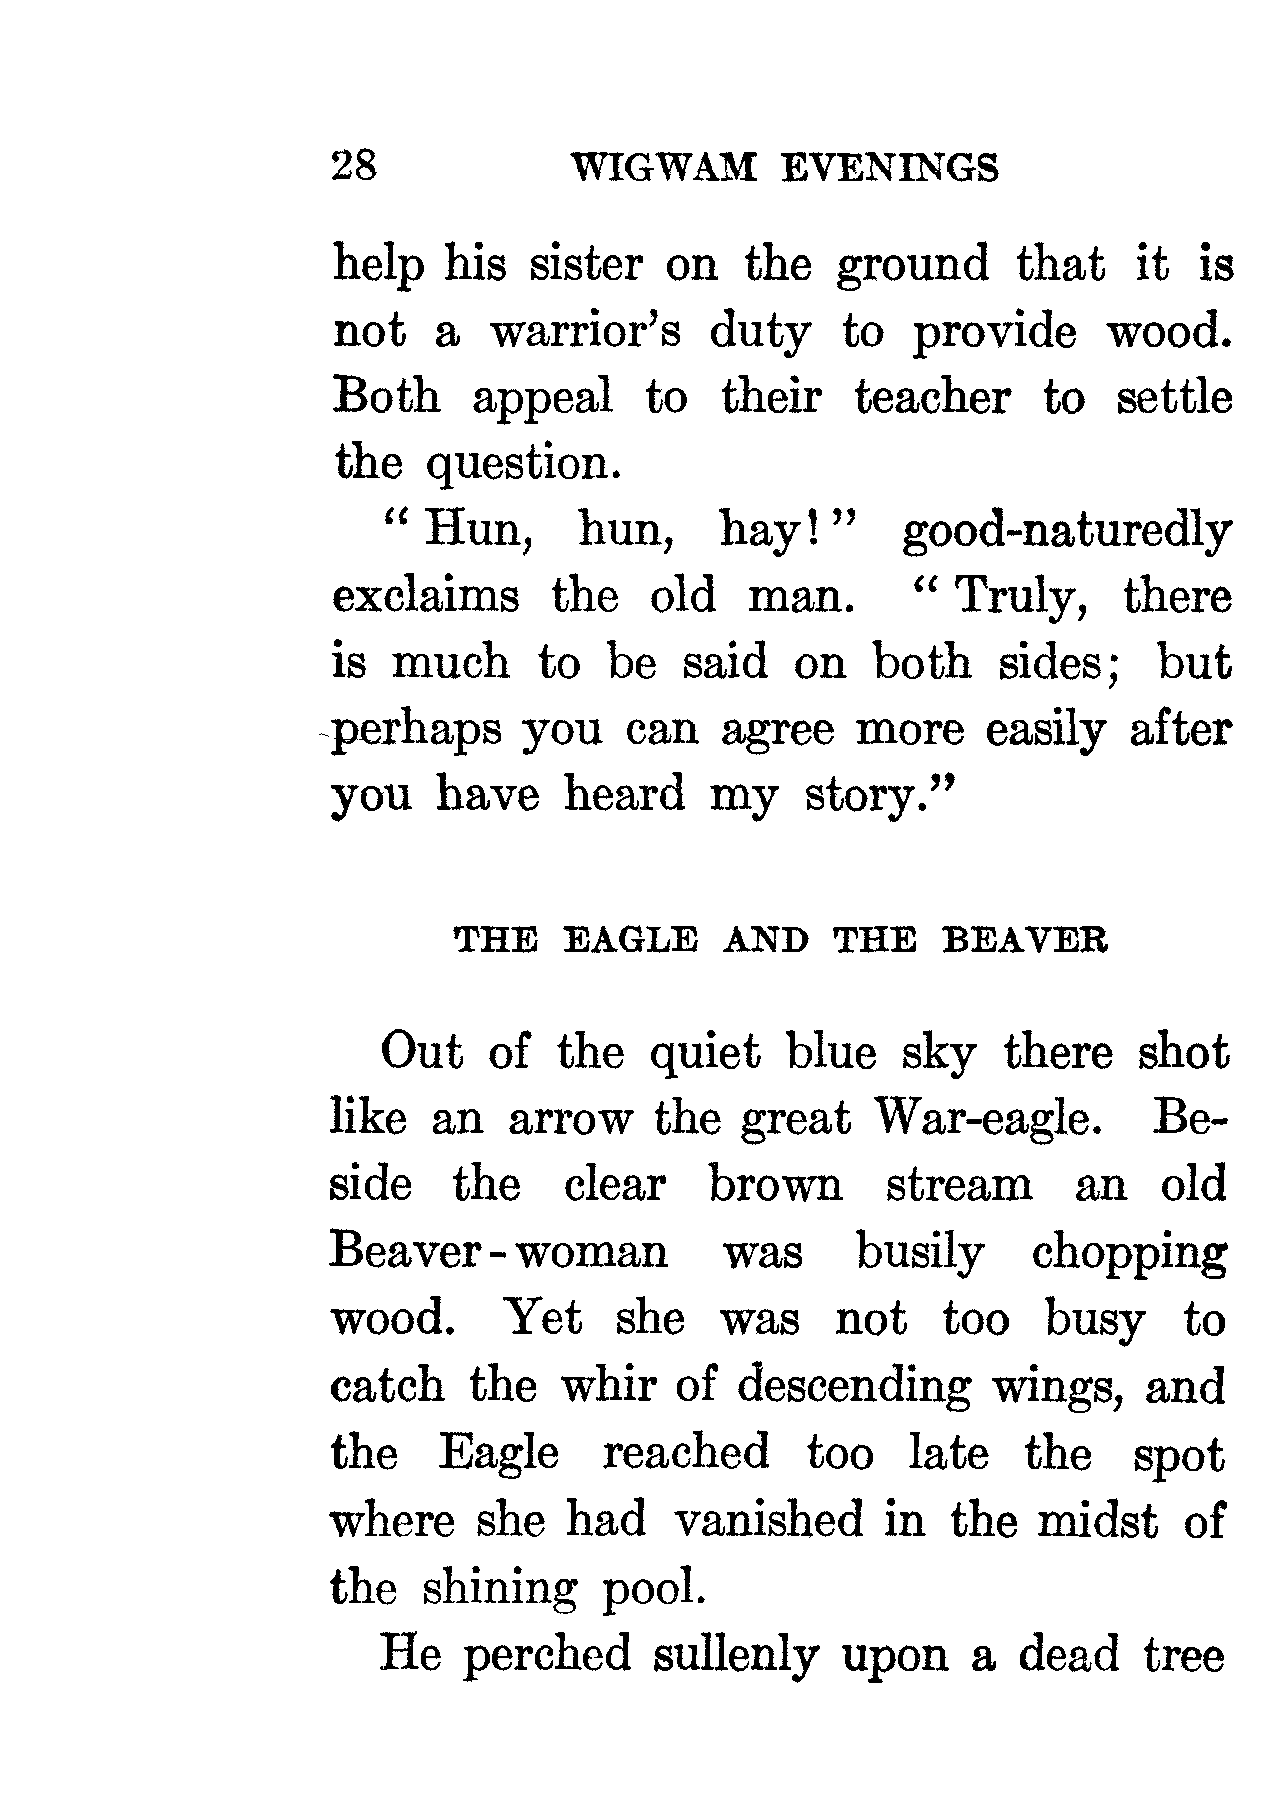 28 WIGWAM EVENINGS
help his sister on the ground that it is
not a warrior's duty to provide wood.
Both appeal to their teacher to settle
the question.
" Hun, hun, hay! " good-naturedly
exclaims the old man. " Truly, there
is much to be said on both sides; but
perhaps you can agree more easily after
you have heard my story."
THE EAGLE AND THE BEAVER
Out of the quiet blue sky there shot
like an arrow the great War-eagle. Be-
side the clear brown stream an old
Beaver-woman was busily chopping
wood. Yet she was not too busy to
catch the whir of descending wings, and
the Eagle reached too late the spot
where she had vanished in the midst of
the shining pool.
He perched sullenly upon a dead tree